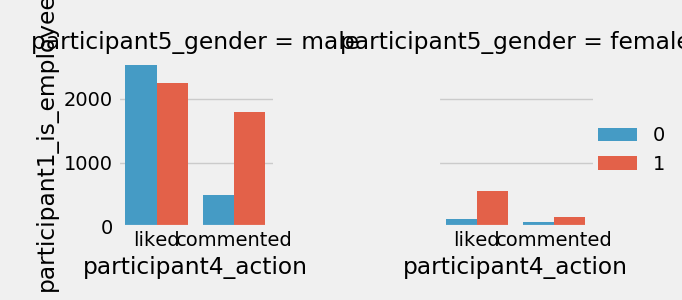 participant5_gender = male
participant5_gender = female
participant1_is_employee
2000
1000
0
liked
commented
liked
commented
participant4_action
participant4_action
0
1